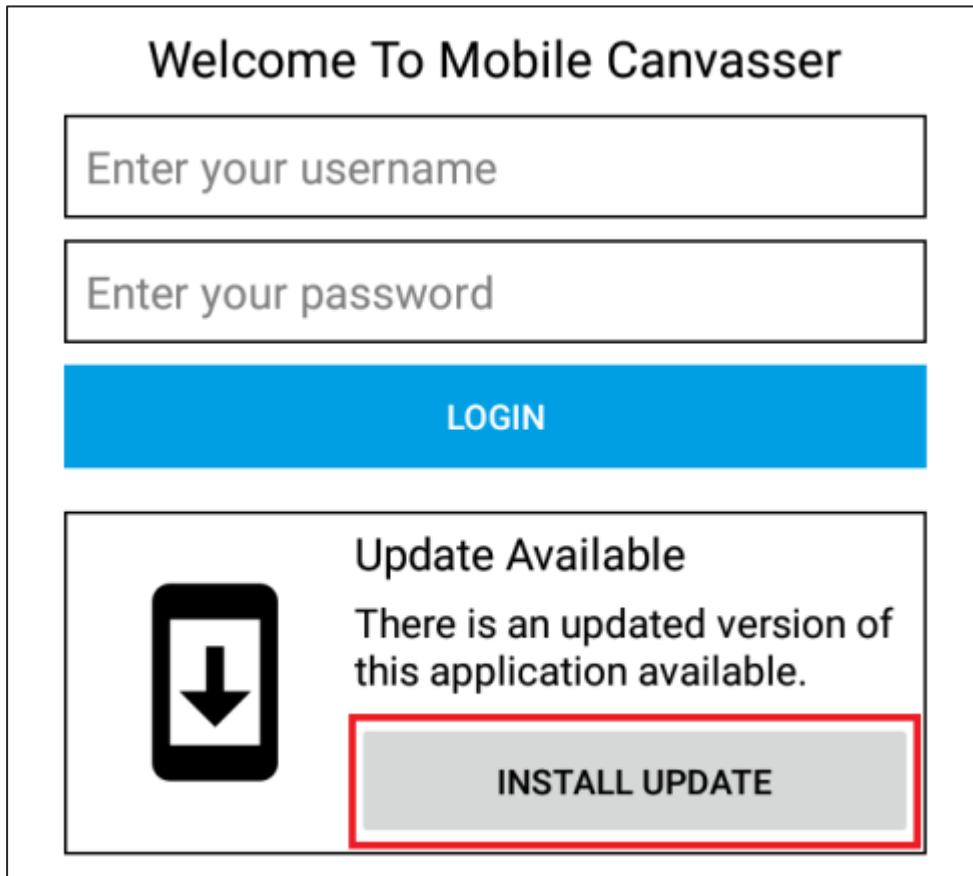 Welcome To Mobile Canvasser
Enter your username
Enter your password
LOGIN
Update Available
There is an updated version of
this application available.
INSTALL UPDATE